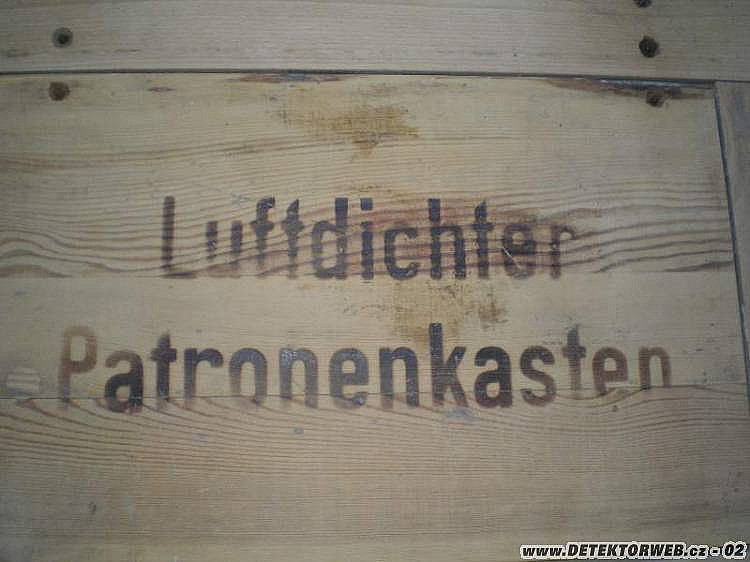 Luftdichter
Patronenkasten
www.DETEKTORWEB.cz - 02